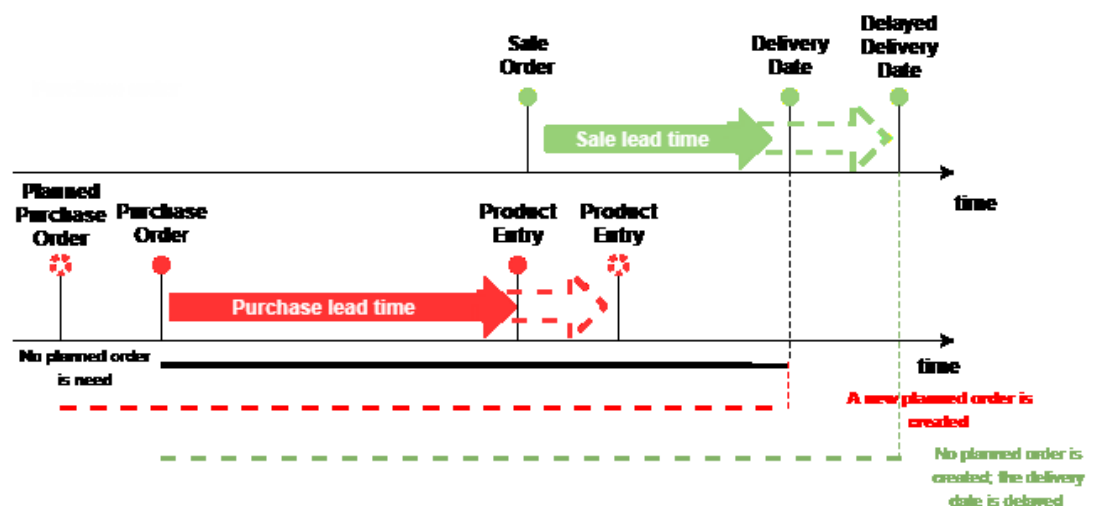 Sale
Order
Delivery
Date
Delayed
Delivery
Date
Sale lead time
time
Planned
Purchase
Order
Purchase
Order
Product
Entry
Product
Entry
Purchase lead time
time
No planned order
is need
A new planned order is
created
No planned order is
created; the delivery
date is delayed